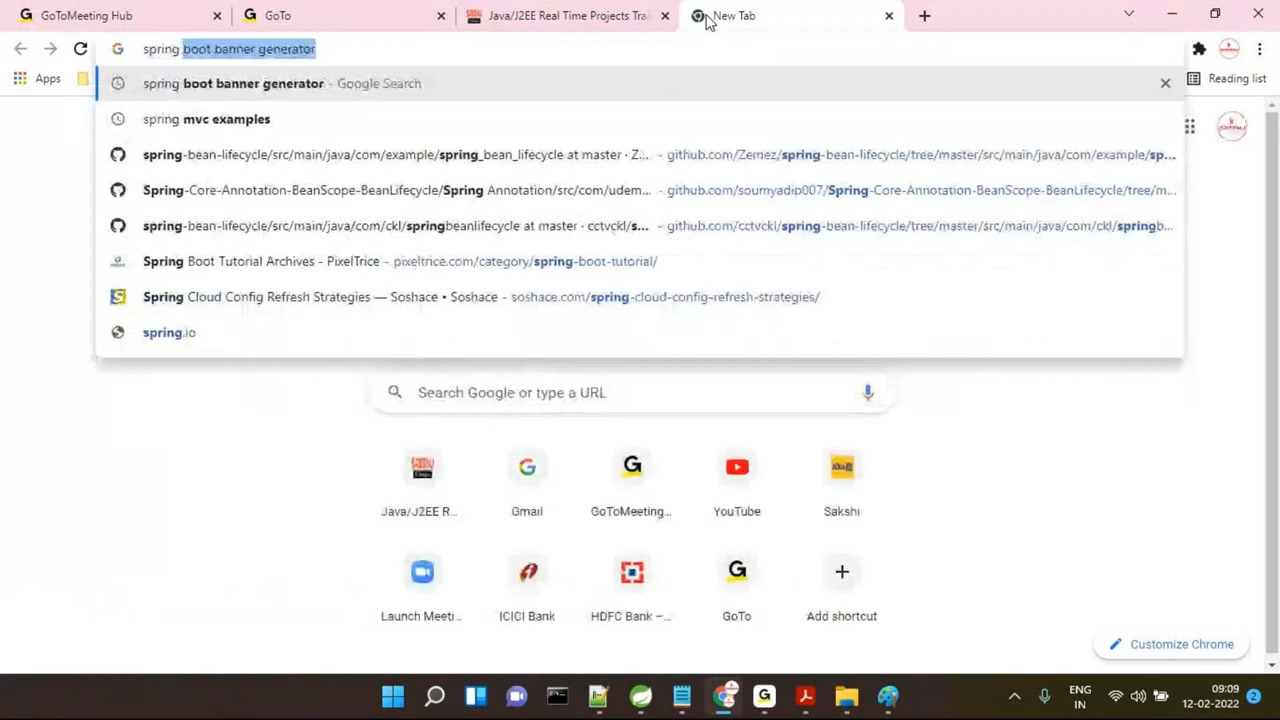 GoToMeeting Hub
GoTo
Java/J2EE Real Time Projects Trai
New Tab
spring boot banner generator
Apps
Reading list
spring boot banner generator - Google Search
spring mvc examples
spring-bean-lifecycle/src/main/java/com/example/spring_bean_lifecycle at master · Z... - github.com/Zemez/spring-bean-lifecycle/tree/master/src/main/java/com/example/sp...
Spring-Core-Annotation-BeanScope-BeanLifecycle/Spring Annotation/src/com/udem... - github.com/soumyadip007/Spring-Core-Annotation-BeanScope-BeanLifecycle/tree/m...
spring-bean-lifecycle/src/main/java/com/ckl/springbeanlifecycle at master · cctvckl/s... - github.com/cctvckl/spring-bean-lifecycle/tree/master/src/main/java/com/ckl/springb...
Spring Boot Tutorial Archives - PixelTrice - pixeltrice.com/category/spring-boot-tutorial/
Spring Cloud Config Refresh Strategies — Soshace • Soshace - soshace.com/spring-cloud-config-refresh-strategies/
spring.io
Search Google or type a URL
Java/J2EE R...
Gmail
GoToMeeting...
YouTube
Sakshi
Launch Meeti...
ICICI Bank
HDFC Bank –...
GoTo
Add shortcut
Customize Chrome
ENG
IN
09:09
12-02-2022
2